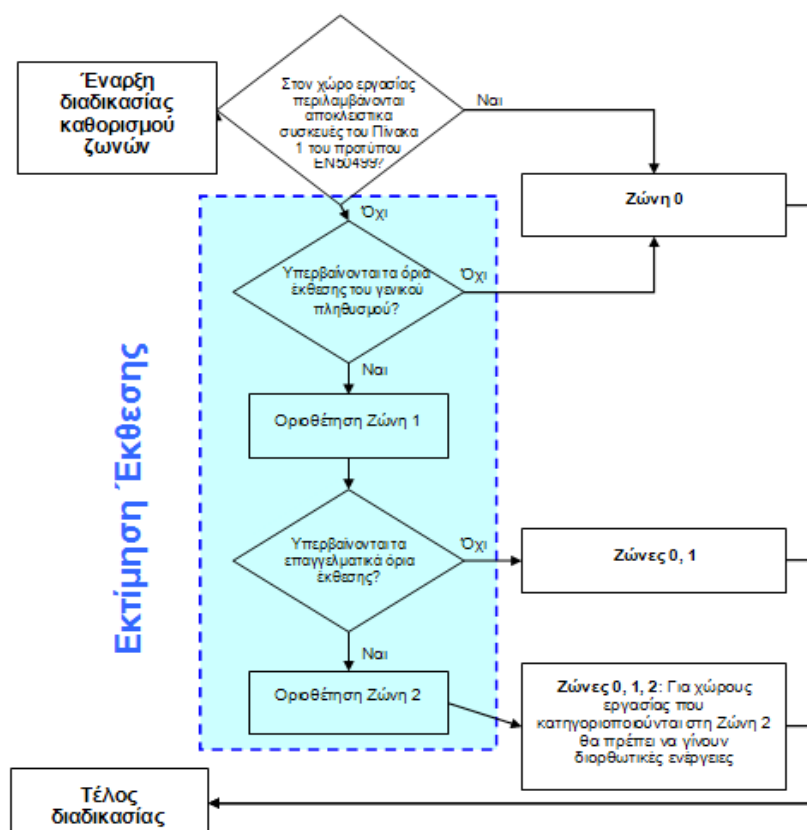 Έναρξη
διαδικασίας
καθορισμού
ζωνών
Στον χώρο εργασίας
περιλαμβάνονται
αποκλειστικά
συσκευές του Πίνακα
1 του προτύπου
EN50499?
Ναι
Ζώνη 0
Όχι
Υπερβαίνονται τα όρια
έκθεσης του γενικού
πληθυσμού?
Όχι
Ναι
Οριοθέτηση Ζώνη 1
Υπερβαίνονται τα
επαγγελματικά όρια
έκθεσης?
Όχι
Ζώνες 0, 1
Ναι
Οριοθέτηση Ζώνη 2
Ζώνες 0, 1, 2: Για χώρους
εργασίας που
κατηγοριοποιούνται στη Ζώνη 2
θα πρέπει να γίνουν
διορθωτικές ενέργειες
Εκτίμηση Έκθεσης
Τέλος
διαδικασίας